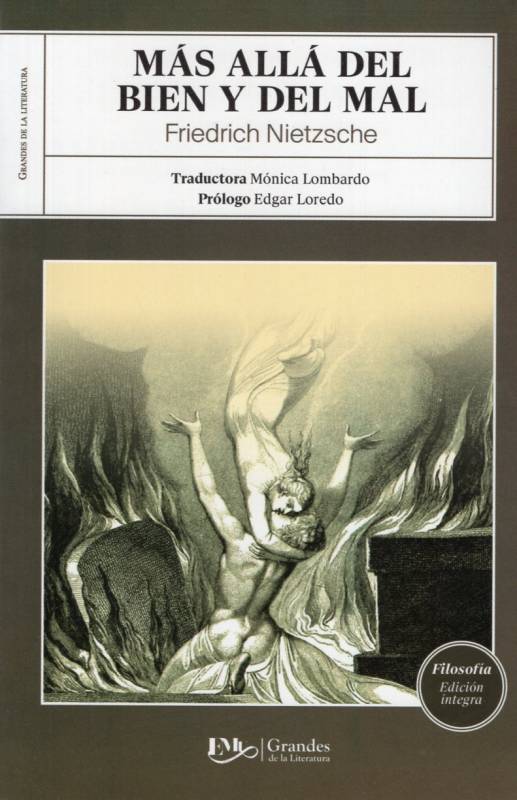 GRANDES DE LA LITERATURA
MÁS ALLÁ DEL
BIEN Y DEL MAL
Friedrich Nietzsche
Traductora Mónica Lombardo
Prólogo Edgar Loredo
Filosofía
Edición
íntegra
EMU
Grandes
de la Literatura